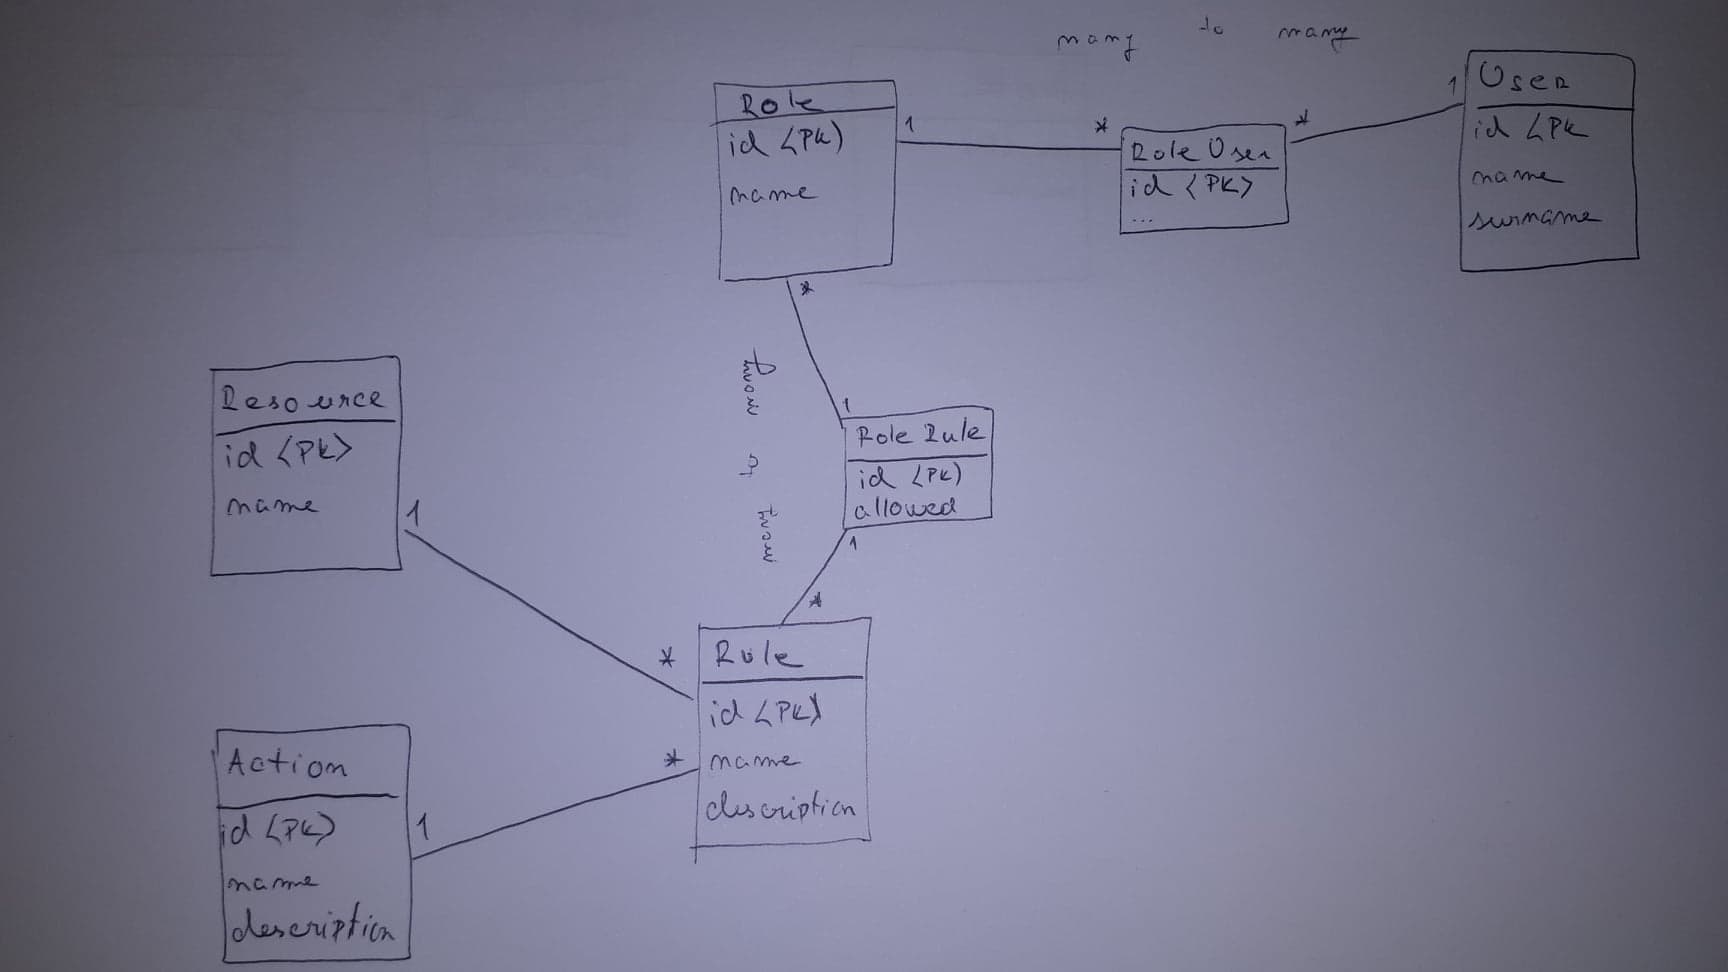 many to many
User
id <PK
name
surname
1
*
Role User
id <PK>
...
*
1
Role
id <PK)
name
*
many to many
1
Role Rule
id <PK)
allowed
1
*
Resource
id <PK>
name
1
*
Rule
id <PK)
name
description
*
Action
id <PK)
name
description
1